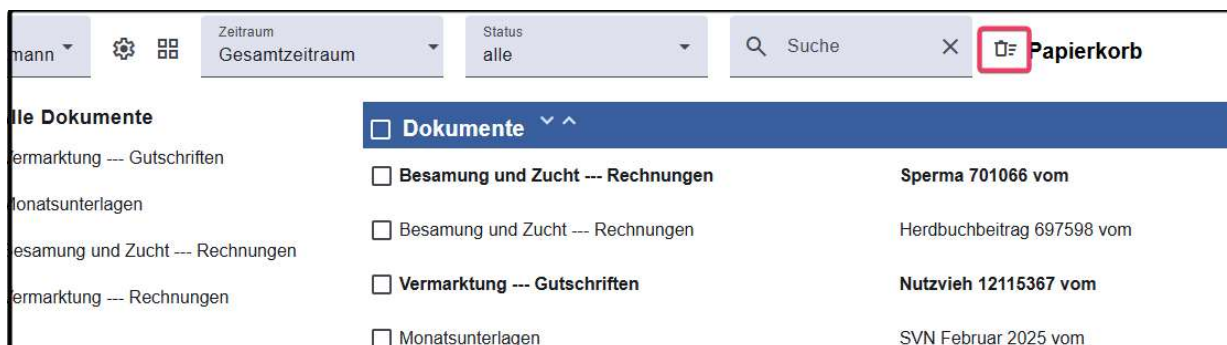 mann
Zeitraum
Gesamtzeitraum
Status
alle
Suche
Papierkorb
lle Dokumente
ermarktung --- Gutschriften
Monatsunterlagen
esamung und Zucht --- Rechnungen
ermarktung --- Rechnungen
Dokumente
Besamung und Zucht --- Rechnungen Sperma 701066 vom
Besamung und Zucht --- Rechnungen Herdbuchbeitrag 697598 vom
Vermarktung --- Gutschriften Nutzvieh 12115367 vom
Monatsunterlagen SVN Februar 2025 vom